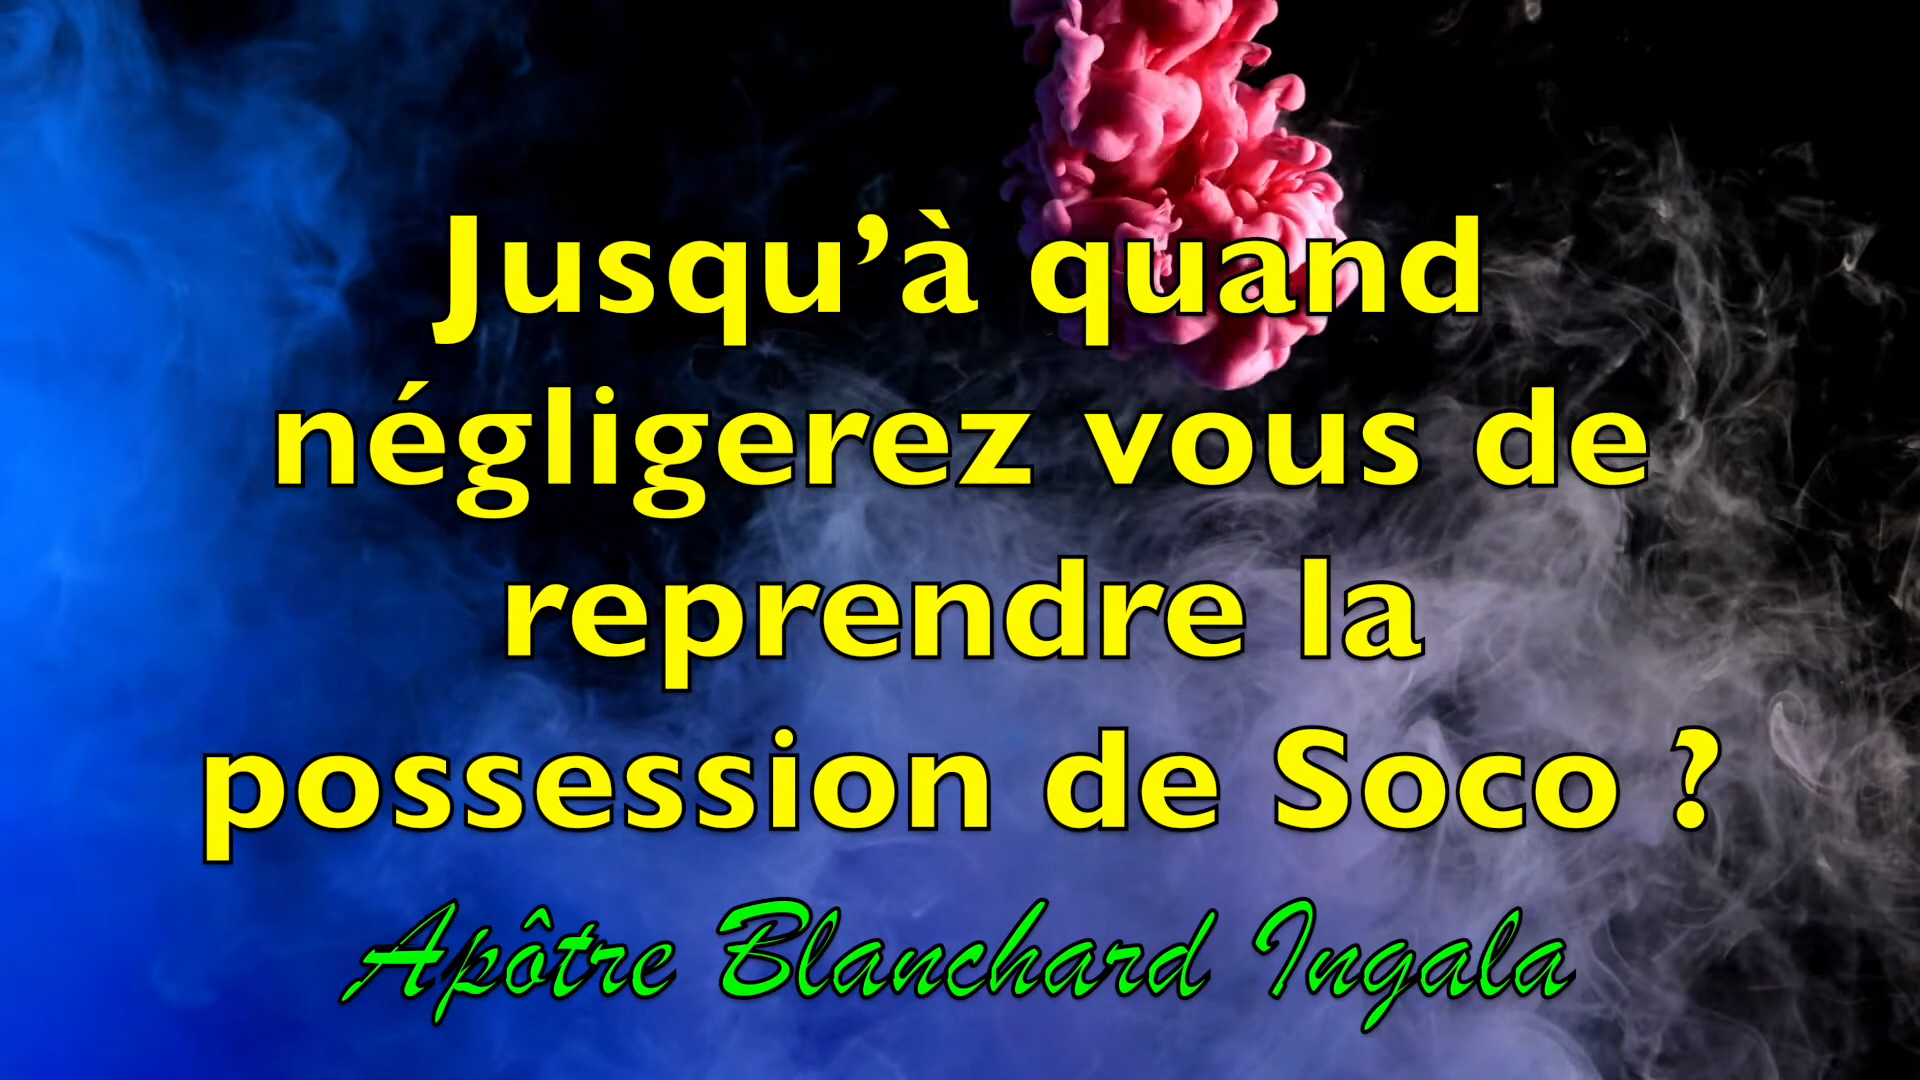 Jusqu’à quand
négligerez vous de
reprendre la
possession de Soco ?
Apôtre Blanchard Ingala